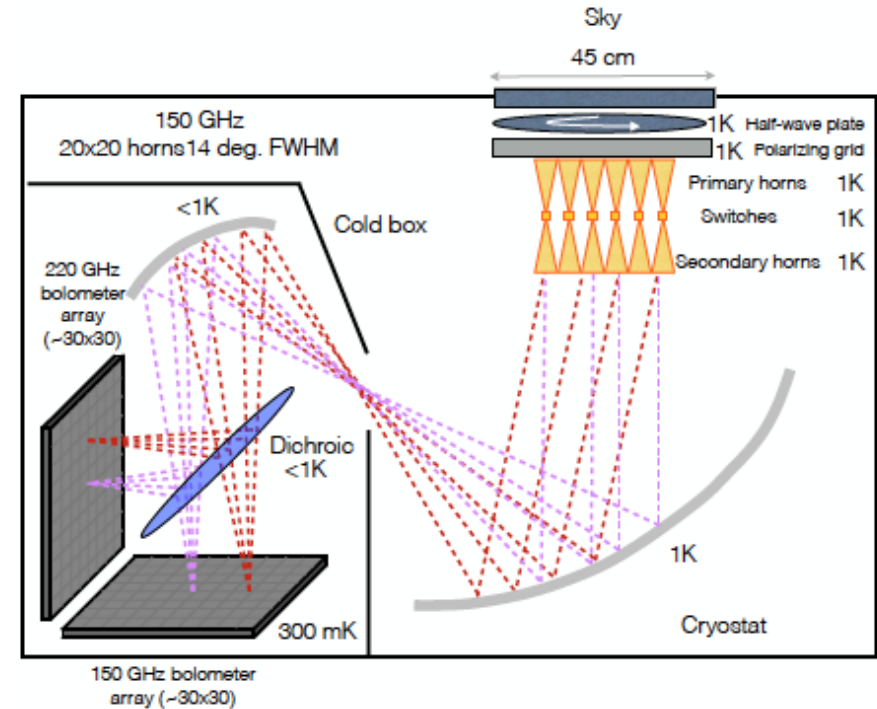 Sky
45 cm
150 GHz
20x20 horns14 deg. FWHM
1K Half-wave plate
1K Polarizing grid
Primary horns 1K
Switches 1K
Secondary horns 1K
<1K
Cold box
220 GHz
bolometer
array
(~30x30)
Dichroic
<1K
1K
300 mK
Cryostat
150 GHz bolometer
array (~30x30)